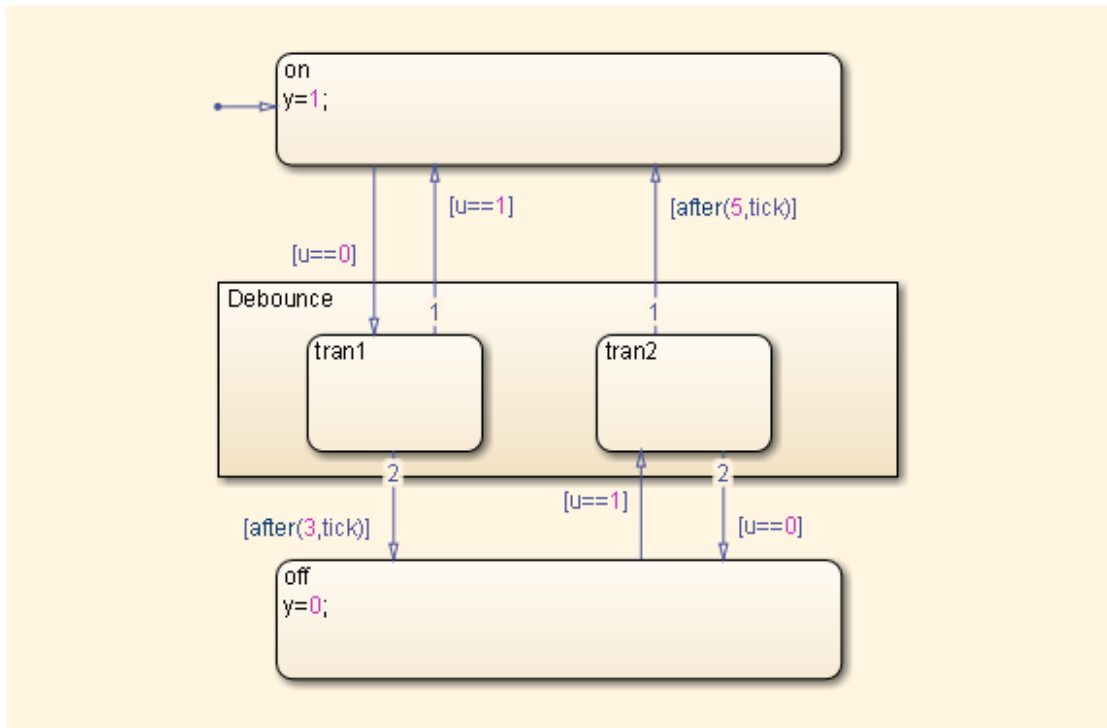 on
y=1;
[u==1]
[after(5,tick)]
[u==0]
Debounce
1
1
tran1
tran2
2
2
[u==1]
[after(3,tick)]
[u==0]
off
y=0;